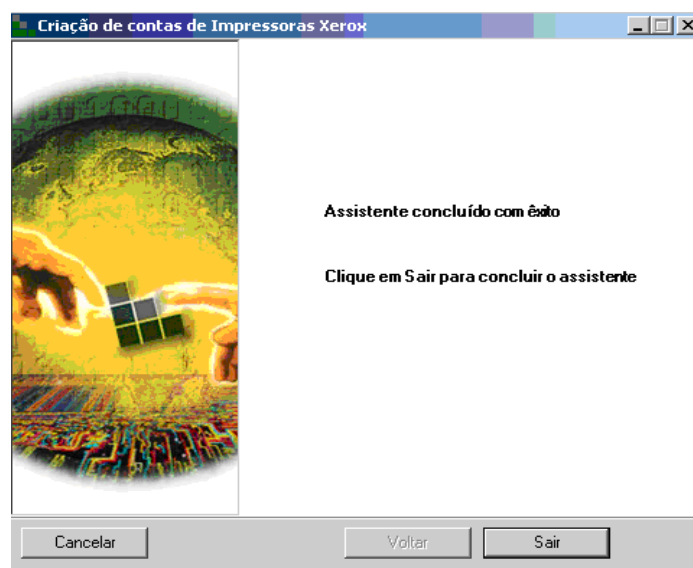 Criação de contas de Impressoras Xerox
Assistente concluído com êxito
Clique em Sair para concluir o assistente
Cancelar
Voltar
Sair